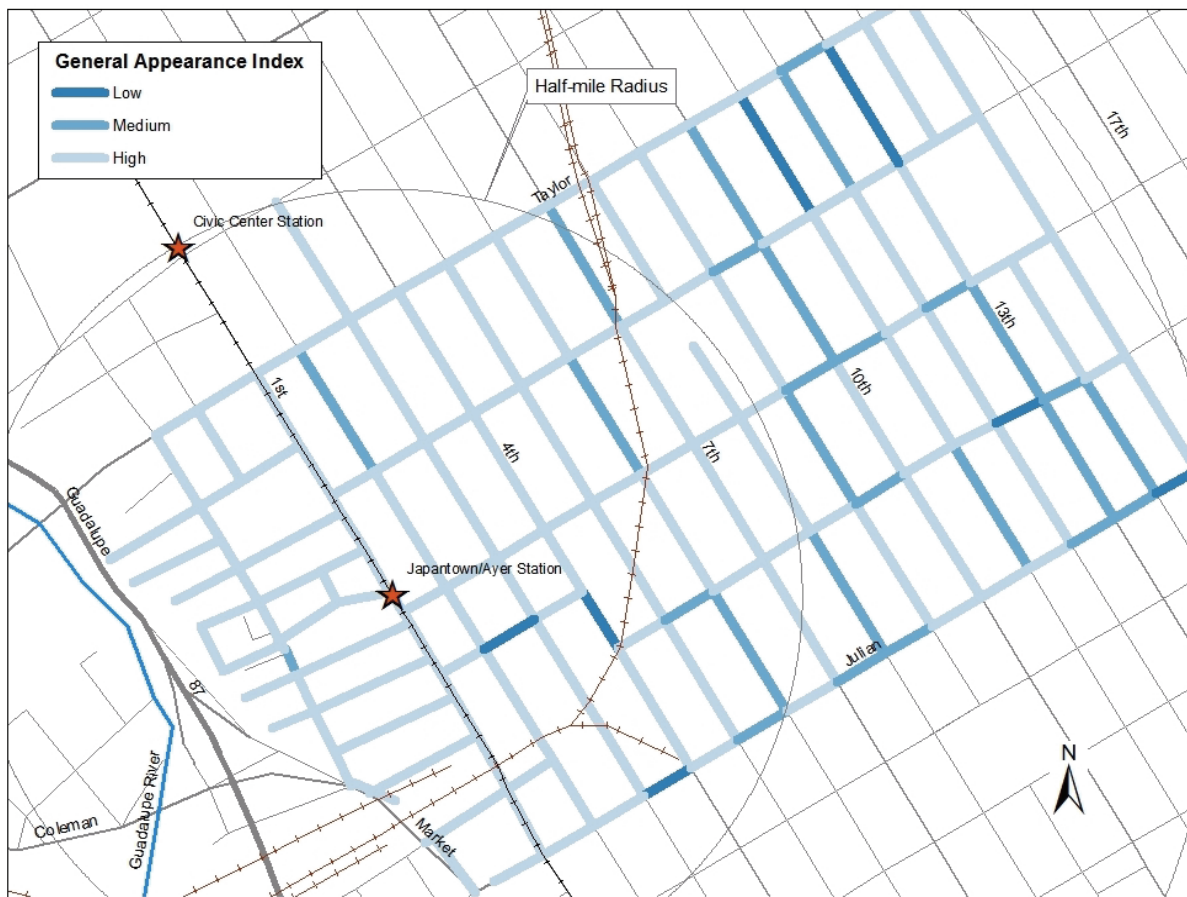 General Appearance Index
Low
Medium
High
Half-mile Radius
17th
Taylor
Civic Center Station
1st
13th
10th
4th
7th
Guadalupe
Japantown/Ayer Station
Julian
87
N
Guadalupe River
Coleman
Market